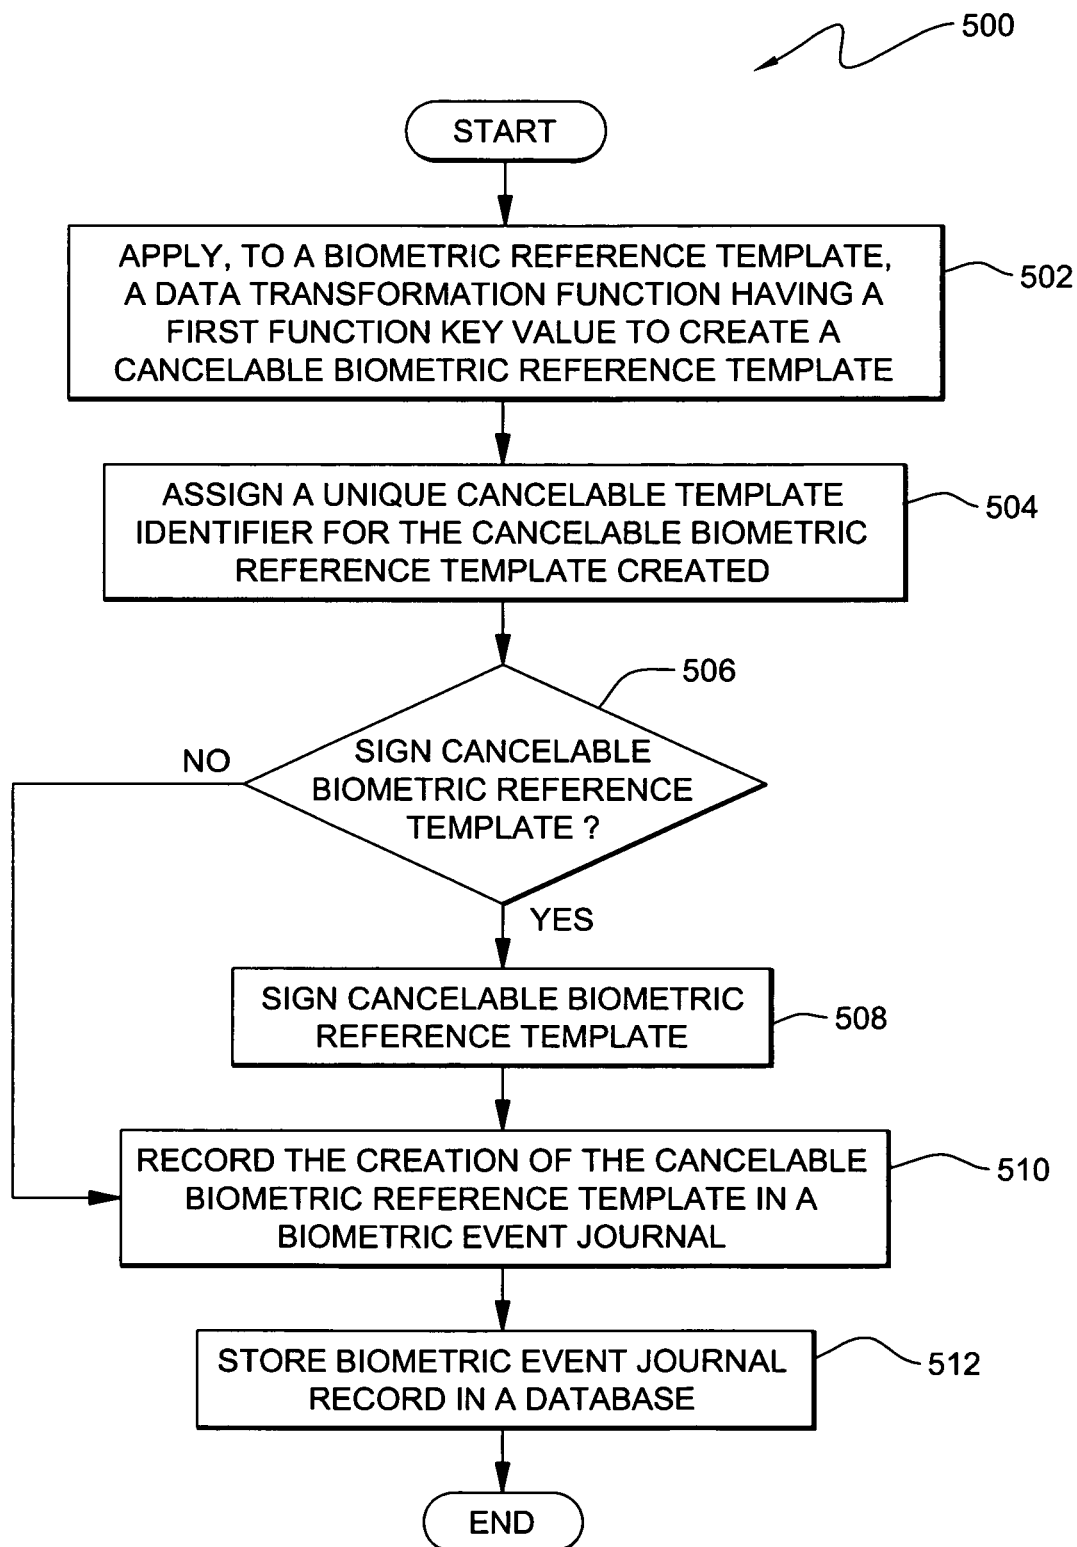 500
START
APPLY, TO A BIOMETRIC REFERENCE TEMPLATE,
A DATA TRANSFORMATION FUNCTION HAVING A
FIRST FUNCTION KEY VALUE TO CREATE A
CANCELABLE BIOMETRIC REFERENCE TEMPLATE
502
ASSIGN A UNIQUE CANCELABLE TEMPLATE
IDENTIFIER FOR THE CANCELABLE BIOMETRIC
REFERENCE TEMPLATE CREATED
504
506
SIGN CANCELABLE
BIOMETRIC REFERENCE
TEMPLATE ?
NO
YES
SIGN CANCELABLE BIOMETRIC
REFERENCE TEMPLATE
508
RECORD THE CREATION OF THE CANCELABLE
BIOMETRIC REFERENCE TEMPLATE IN A
BIOMETRIC EVENT JOURNAL
510
STORE BIOMETRIC EVENT JOURNAL
RECORD IN A DATABASE
512
END